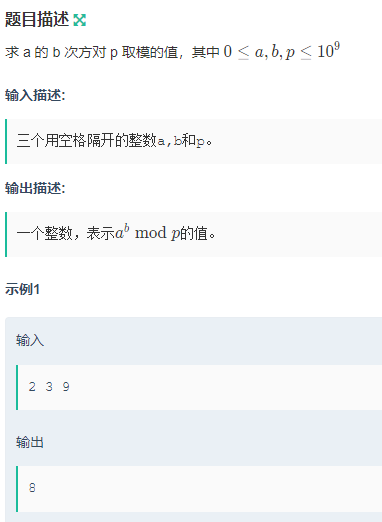 题目描述
求 a 的 b 次方对 p 取模的值，其中 0 ≤ a, b, p ≤ 10^9
输入描述:
三个用空格隔开的整数a,b和p。
输出描述:
一个整数，表示a^b mod p的值。
示例1
输入
2 3 9
输出
8